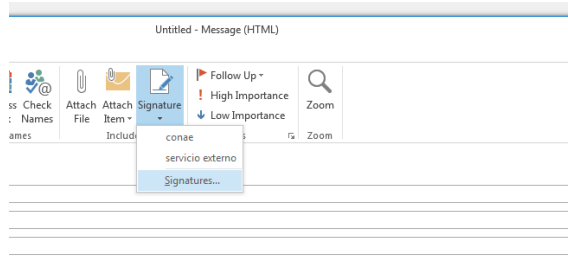 Untitled - Message (HTML)
Follow Up
ss Check Attach Attach Signature High Importance Zoom
: Names File Item Low Importance
ames Includ s Zoom
conae
servicio externo
Signatures...